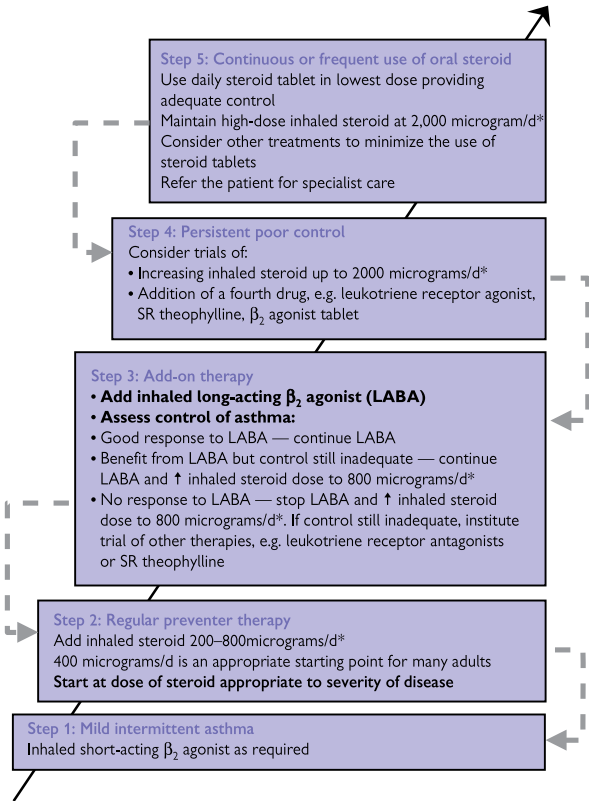 Step 5: Continuous or frequent use of oral steroid
Use daily steroid tablet in lowest dose providing
adequate control
Maintain high-dose inhaled steroid at 2,000 microgram/d*
Consider other treatments to minimize the use of
steroid tablets
Refer the patient for specialist care
Step 4: Persistent poor control
Consider trials of:
• Increasing inhaled steroid up to 2000 micrograms/d*
• Addition of a fourth drug, e.g. leukotriene receptor agonist,
SR theophylline, β₂ agonist tablet
Step 3: Add-on therapy
• Add inhaled long-acting β₂ agonist (LABA)
• Assess control of asthma:
• Good response to LABA — continue LABA
• Benefit from LABA but control still inadequate — continue
LABA and ↑ inhaled steroid dose to 800 micrograms/d*
• No response to LABA — stop LABA and ↑ inhaled steroid
dose to 800 micrograms/d*. If control still inadequate, institute
trial of other therapies, e.g. leukotriene receptor antagonists
or SR theophylline
Step 2: Regular preventer therapy
Add inhaled steroid 200–800micrograms/d*
400 micrograms/d is an appropriate starting point for many adults
Start at dose of steroid appropriate to severity of disease
Step 1: Mild intermittent asthma
Inhaled short-acting β₂ agonist as required